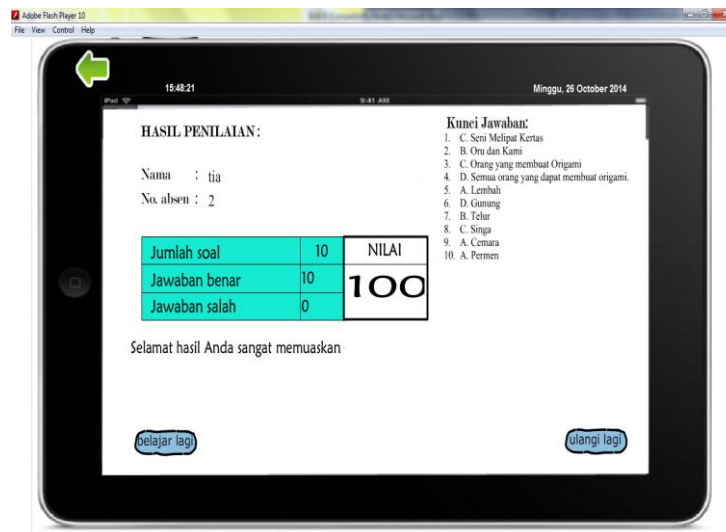 Adobe Flash Player 10
File View Control Help
15:48:21
Minggu, 26 October 2014
iPad
9:41 AM
HASIL PENILAIAN :
Nama : tia
No. absen : 2
Jumlah soal 10
Jawaban benar 10
Jawaban salah 0
NILAI
100
Selamat hasil Anda sangat memuaskan
Kunci Jawaban:
1. C. Seni Melipat Kertas
2. B. Oru dan Kami
3. C. Orang yang membuat Origami
4. D. Semua orang yang dapat membuat origami.
5. A. Lembah
6. D. Gunung
7. B. Telur
8. C. Singa
9. A. Cemara
10. A. Permen
belajar lagi
ulangi lagi